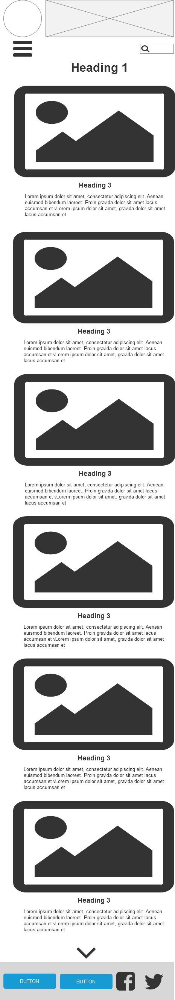 Heading 1
Heading 3
Lorem ipsum dolor sit amet, consectetur adipiscing elit. Aenean
euismod bibendum laoreet. Proin gravida dolor sit amet lacus
accumsan et vLorem ipsum dolor sit amet, gravida dolor sit amet
lacus accumsan et
Heading 3
Lorem ipsum dolor sit amet, consectetur adipiscing elit. Aenean
euismod bibendum laoreet. Proin gravida dolor sit amet lacus
accumsan et vLorem ipsum dolor sit amet, gravida dolor sit amet
lacus accumsan et
Heading 3
Lorem ipsum dolor sit amet, consectetur adipiscing elit. Aenean
euismod bibendum laoreet. Proin gravida dolor sit amet lacus
accumsan et vLorem ipsum dolor sit amet, gravida dolor sit amet
lacus accumsan et
Heading 3
Lorem ipsum dolor sit amet, consectetur adipiscing elit. Aenean
euismod bibendum laoreet. Proin gravida dolor sit amet lacus
accumsan et vLorem ipsum dolor sit amet, gravida dolor sit amet
lacus accumsan et
Heading 3
Lorem ipsum dolor sit amet, consectetur adipiscing elit. Aenean
euismod bibendum laoreet. Proin gravida dolor sit amet lacus
accumsan et vLorem ipsum dolor sit amet, gravida dolor sit amet
lacus accumsan et
Heading 3
Lorem ipsum dolor sit amet, consectetur adipiscing elit. Aenean
euismod bibendum laoreet. Proin gravida dolor sit amet lacus
accumsan et vLorem ipsum dolor sit amet, gravida dolor sit amet
lacus accumsan et
BUTTON BUTTON